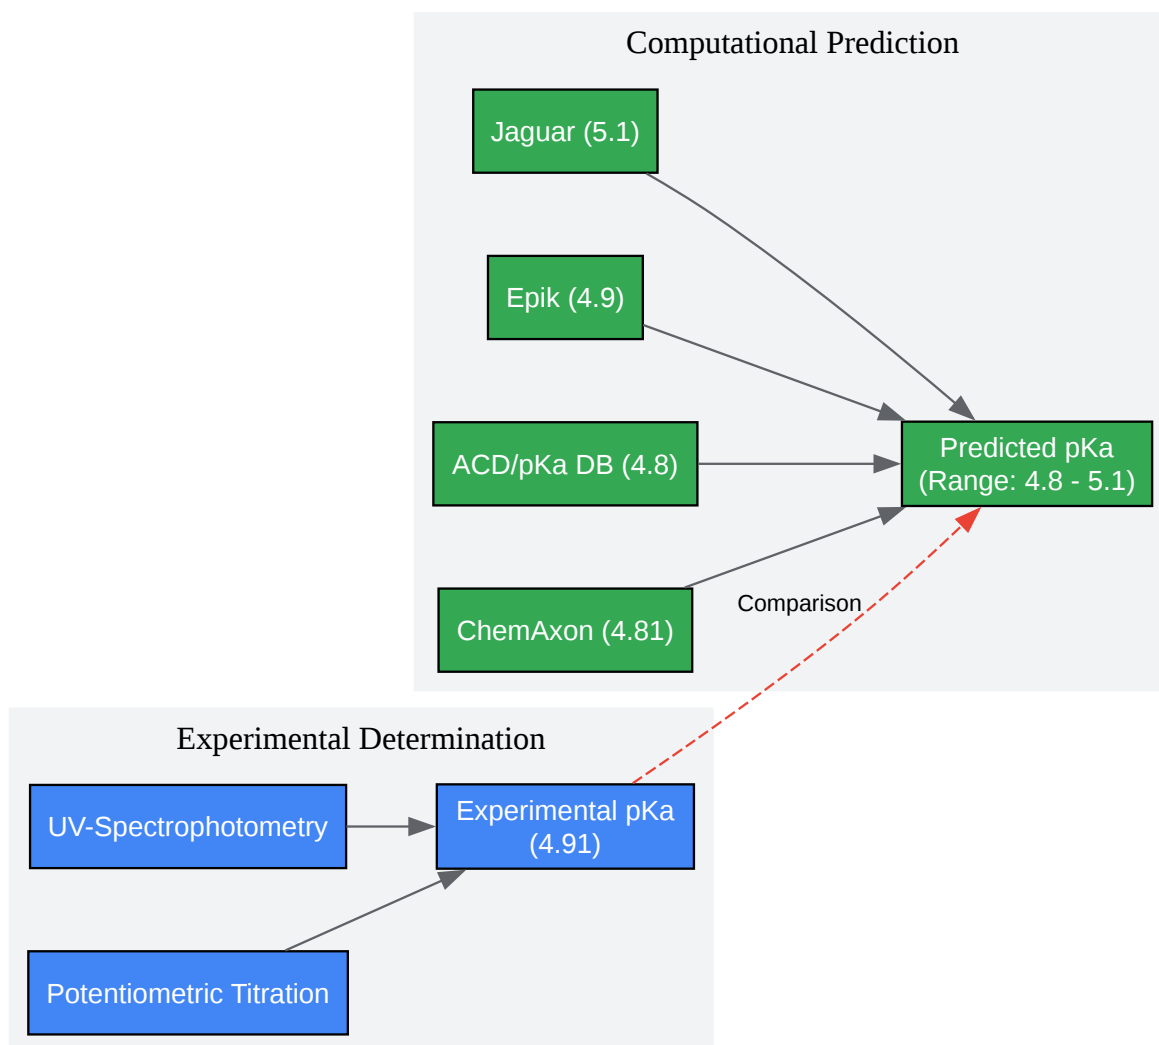 Computational Prediction
Jaguar (5.1)
Epik (4.9)
ACD/pKa DB (4.8)
Predicted pKa
(Range: 4.8 - 5.1)
Comparison
ChemAxon (4.81)
Experimental Determination
UV-Spectrophotometry
Experimental pKa
(4.91)
Potentiometric Titration